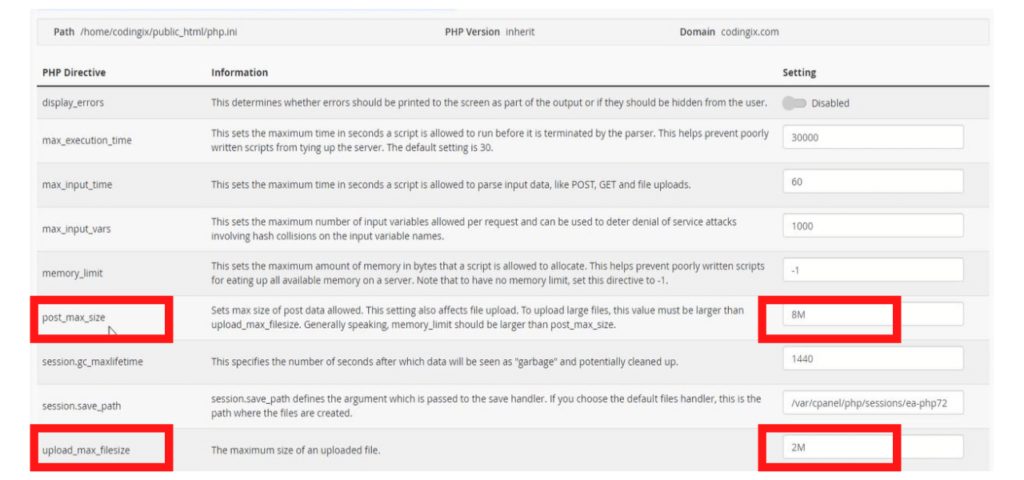 Path /home/codingix/public_html/php.ini PHP Version inherit Domain codingix.com
PHP Directive Information Setting
display_errors This determines whether errors should be printed to the screen as part of the output or if they should be hidden from the user. Disabled
max_execution_time This sets the maximum time in seconds a script is allowed to run before it is terminated by the parser. This helps prevent poorly 30000
written scripts from tying up the server. The default setting is 30.
max_input_time This sets the maximum time in seconds a script is allowed to parse input data, like POST, GET and file uploads. 60
max_input_vars This sets the maximum number of input variables allowed per request and can be used to deter denial of service attacks 1000
involving hash collisions on the input variable names.
memory_limit This sets the maximum amount of memory in bytes that a script is allowed to allocate. This helps prevent poorly written scripts -1
for eating up all available memory on a server. Note that to have no memory limit, set this directive to -1.
post_max_size Sets max size of post data allowed. This setting also affects file upload. To upload large files, this value must be larger than 8M
upload_max_filesize. Generally speaking, memory_limit should be larger than post_max_size.
session.gc_maxlifetime This specifies the number of seconds after which data will be seen as "garbage" and potentially cleaned up. 1440
session.save_path session.save_path defines the argument which is passed to the save handler. If you choose the default files handler, this is the /var/cpanel/php/sessions/ea-php72
path where the files are created.
upload_max_filesize The maximum size of an uploaded file. 2M